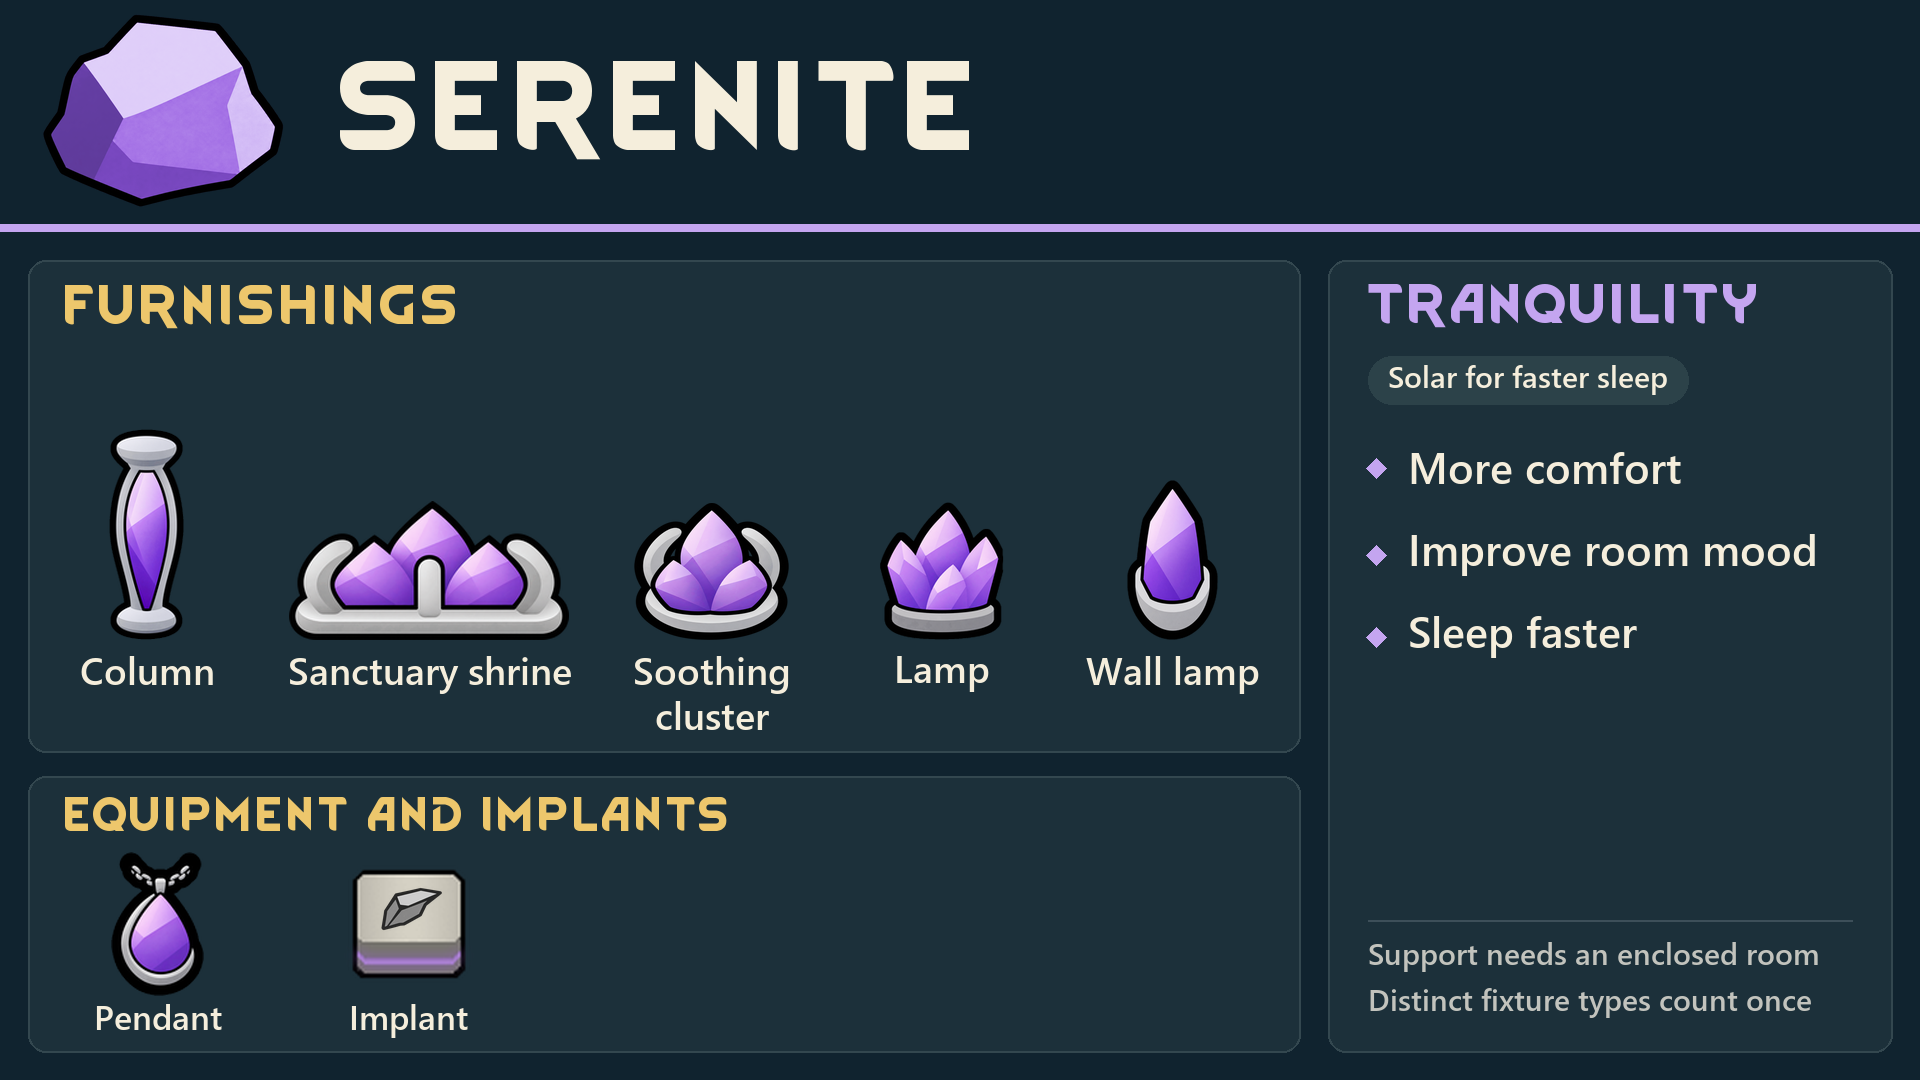 SERENITE
FURNISHINGS
Column
Sanctuary shrine
Soothing
cluster
Lamp
Wall lamp
EQUIPMENT AND IMPLANTS
Pendant
Implant
TRANQUILITY
Solar for faster sleep
More comfort
Improve room mood
Sleep faster
Support needs an enclosed room
Distinct fixture types count once